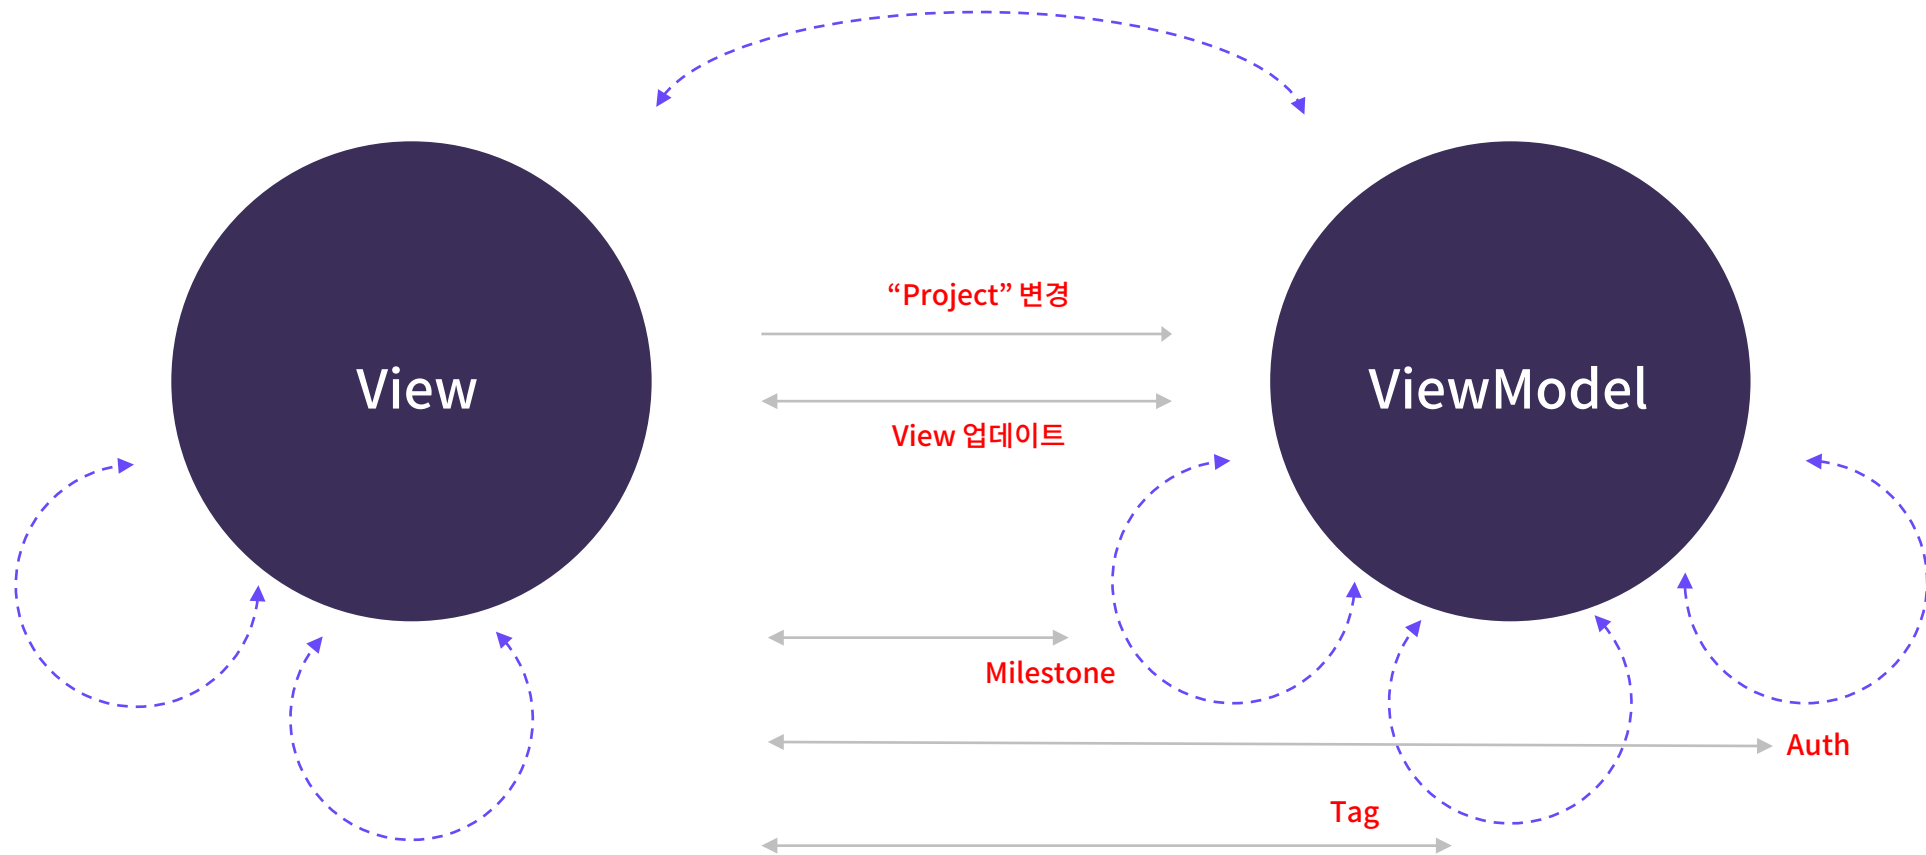 “Project” 변경
View
ViewModel
View 업데이트
Milestone
Auth
Tag